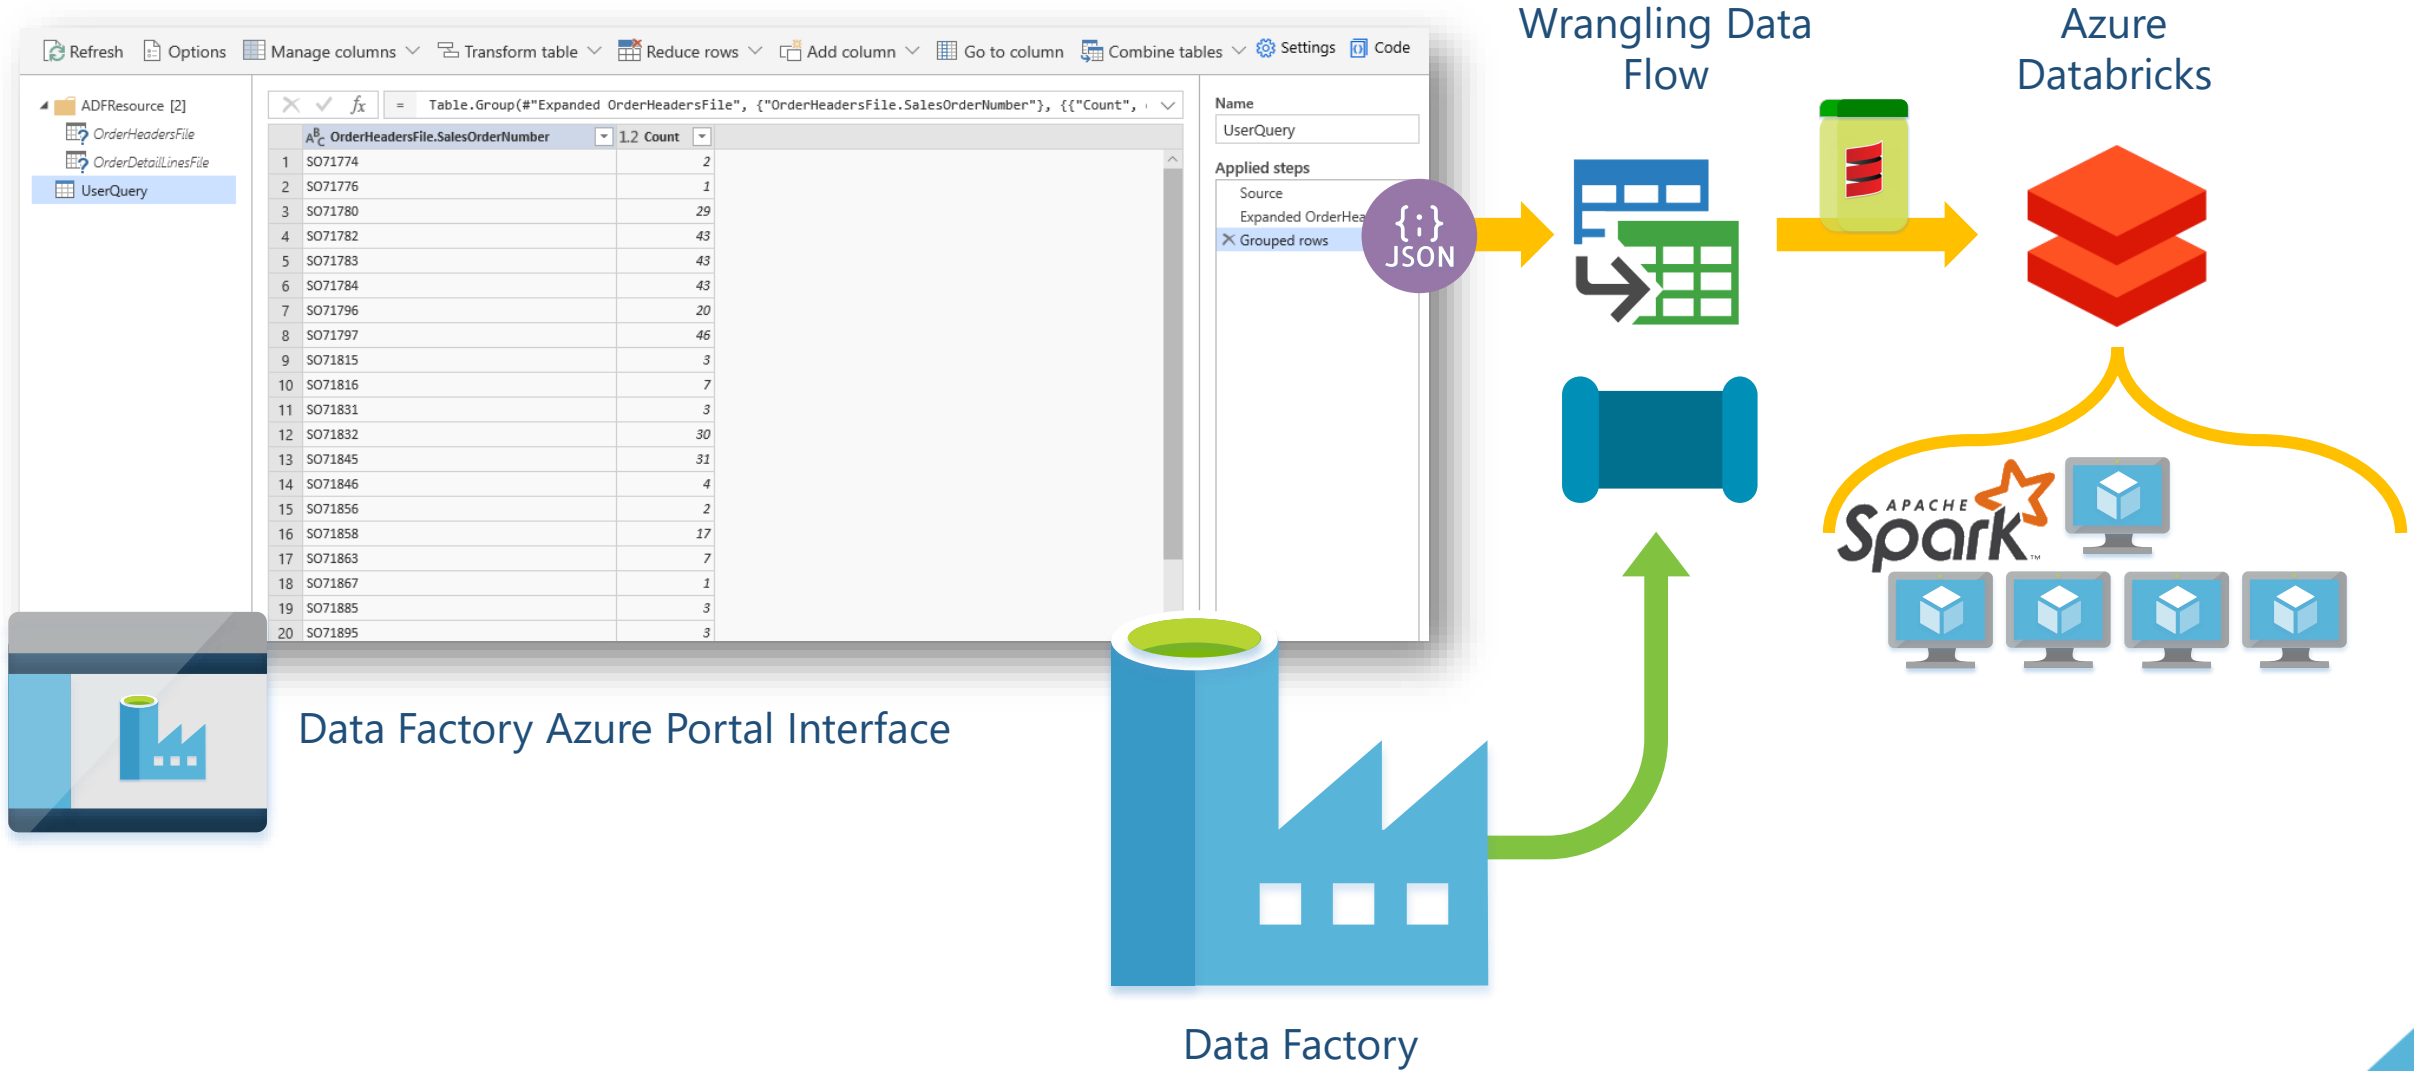 Refresh Options Manage columns Transform table Reduce rows Add column Go to column Combine tables Settings Code
ADFResource [2]
OrderHeadersFile
OrderDetailLinesFile
UserQuery
fx = Table.Group(#"Expanded OrderHeadersFile", {"OrderHeadersFile.SalesOrderNumber"}, {{"Count",
ABC OrderHeadersFile.SalesOrderNumber 1.2 Count
1 SO71774 2
2 SO71776 1
3 SO71780 29
4 SO71782 43
5 SO71783 43
6 SO71784 43
7 SO71796 20
8 SO71797 46
9 SO71815 3
10 SO71816 7
11 SO71831 3
12 SO71832 30
13 SO71845 31
14 SO71846 4
15 SO71856 2
16 SO71858 17
17 SO71863 7
18 SO71867 1
19 SO71885 3
20 SO71895 3
Name
UserQuery
Applied steps
Source
Expanded OrderHea
Grouped rows
{;}
JSON
Wrangling Data
Flow
Azure
Databricks
APACHE
Spark™
Data Factory Azure Portal Interface
Data Factory